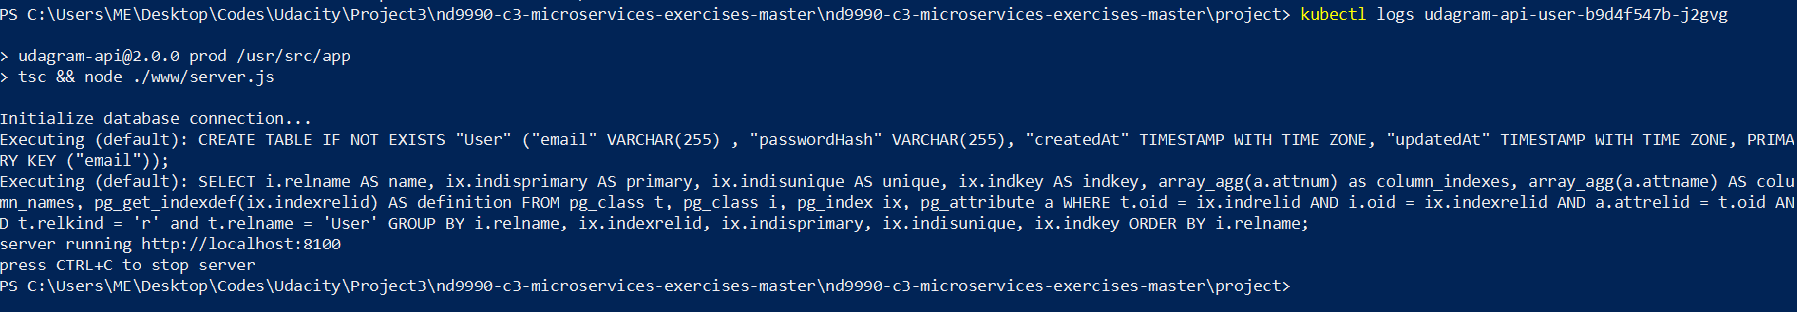 PS C:\Users\ME\Desktop\Codes\Udacity\Project3\nd9990-c3-microservices-exercises-master\nd9990-c3-microservices-exercises-master\project> kubectl logs udagram-api-user-b9d4f547b-j2gvg
> udagram-api@2.0.0 prod /usr/src/app
> tsc && node ./www/server.js
Initialize database connection...
Executing (default): CREATE TABLE IF NOT EXISTS "User" ("email" VARCHAR(255) , "passwordHash" VARCHAR(255), "createdAt" TIMESTAMP WITH TIME ZONE, "updatedAt" TIMESTAMP WITH TIME ZONE, PRIMA
RY KEY ("email"));
Executing (default): SELECT i.relname AS name, ix.indisprimary AS primary, ix.indisunique AS unique, ix.indkey AS indkey, array_agg(a.attnum) as column_indexes, array_agg(a.attname) AS colu
mn_names, pg_get_indexdef(ix.indexrelid) AS definition FROM pg_class t, pg_class i, pg_index ix, pg_attribute a WHERE t.oid = ix.indrelid AND i.oid = ix.indexrelid AND a.attrelid = t.oid AN
D t.relkind = 'r' and t.relname = 'User' GROUP BY i.relname, ix.indexrelid, ix.indisprimary, ix.indisunique, ix.indkey ORDER BY i.relname;
server running http://localhost:8100
press CTRL+C to stop server
PS C:\Users\ME\Desktop\Codes\Udacity\Project3\nd9990-c3-microservices-exercises-master\nd9990-c3-microservices-exercises-master\project>